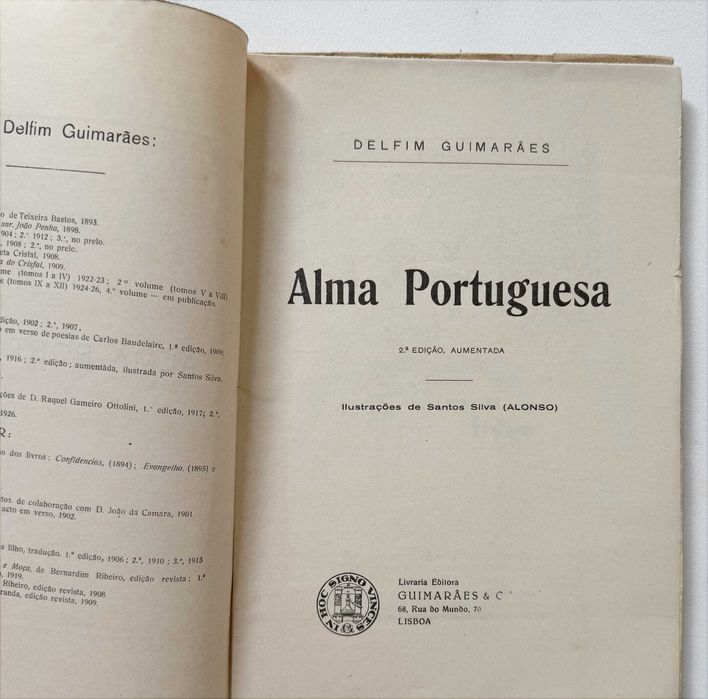 Delfim Guimarães:
o de Teixeira Bastos, 1893.
snr. João Penha, 1898.
904; 2.ª 1912; 3.ª, no prelo.
, 1908; 2.ª, no prelo.
eta Crisfal, 1908.
a do Crisfal, 1909.
me (tomos I a IV) 1922-23; 2.º volume (tomos V a VIII)
e (tomos IX a XII) 1924-26, 4.º volume — em publicação.
dição, 1902; 2.ª, 1907.
o em verso de poesias de Carlos Baudelaire, 1.ª edição, 1909;
, 1916; 2.ª edição; aumentáda, ilustrada por Santos Silva,
ções de D. Raquel Gameiro Ottolini, 1.ª edição, 1917; 2.ª,
1926.
R:
ão dos livros: Confidencias, (1894); Evangelho, (1895) e
tos. de colaboração com D. João da Camara, 1901.
acto em verso, 1902.
s filho, tradução. 1.ª edição, 1906; 2.ª, 1910; 3.ª, 1913
e Moça, de Bernardim Ribeiro, edição revista; 1.ª
o, 1919.
Ribeiro, edição revista, 1908
randa, edição revista, 1909.
DELFIM GUIMARÃES
Alma Portuguesa
2.ª EDIÇÃO, AUMENTADA
Ilustrações de Santos Silva (ALONSO)
IN HOC SIGNO VINCES
Livraria Editora
GUIMARÃES & C.ª
68, Rua do Mundo, 70
LISBOA